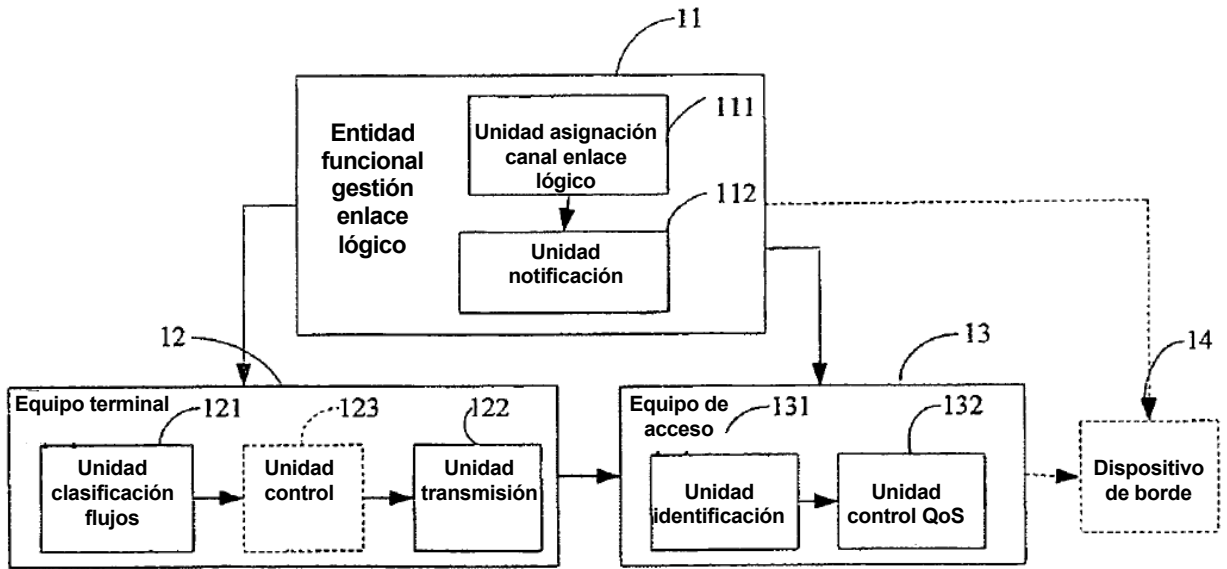 11
Entidad
funcional
gestión
enlace
lógico
Unidad asignación
canal enlace
lógico
111
112
Unidad
notificación
12
13
14
Equipo terminal
121
123
122
Unidad
clasificación
flujos
Unidad
control
Unidad
transmisión
Equipo de
acceso
131
132
Unidad
identificación
Unidad
control QoS
Dispositivo
de borde